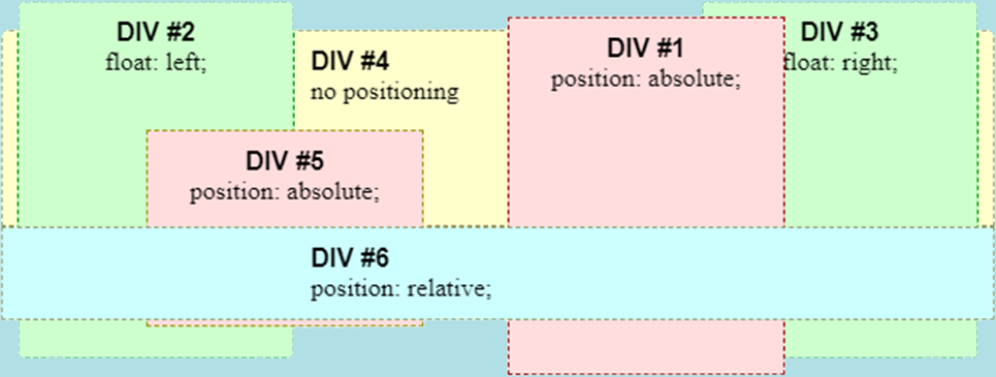 DIV #2
float: left;
DIV #4
no positioning
DIV #1
position: absolute;
DIV #3
float: right;
DIV #5
position: absolute;
DIV #6
position: relative;